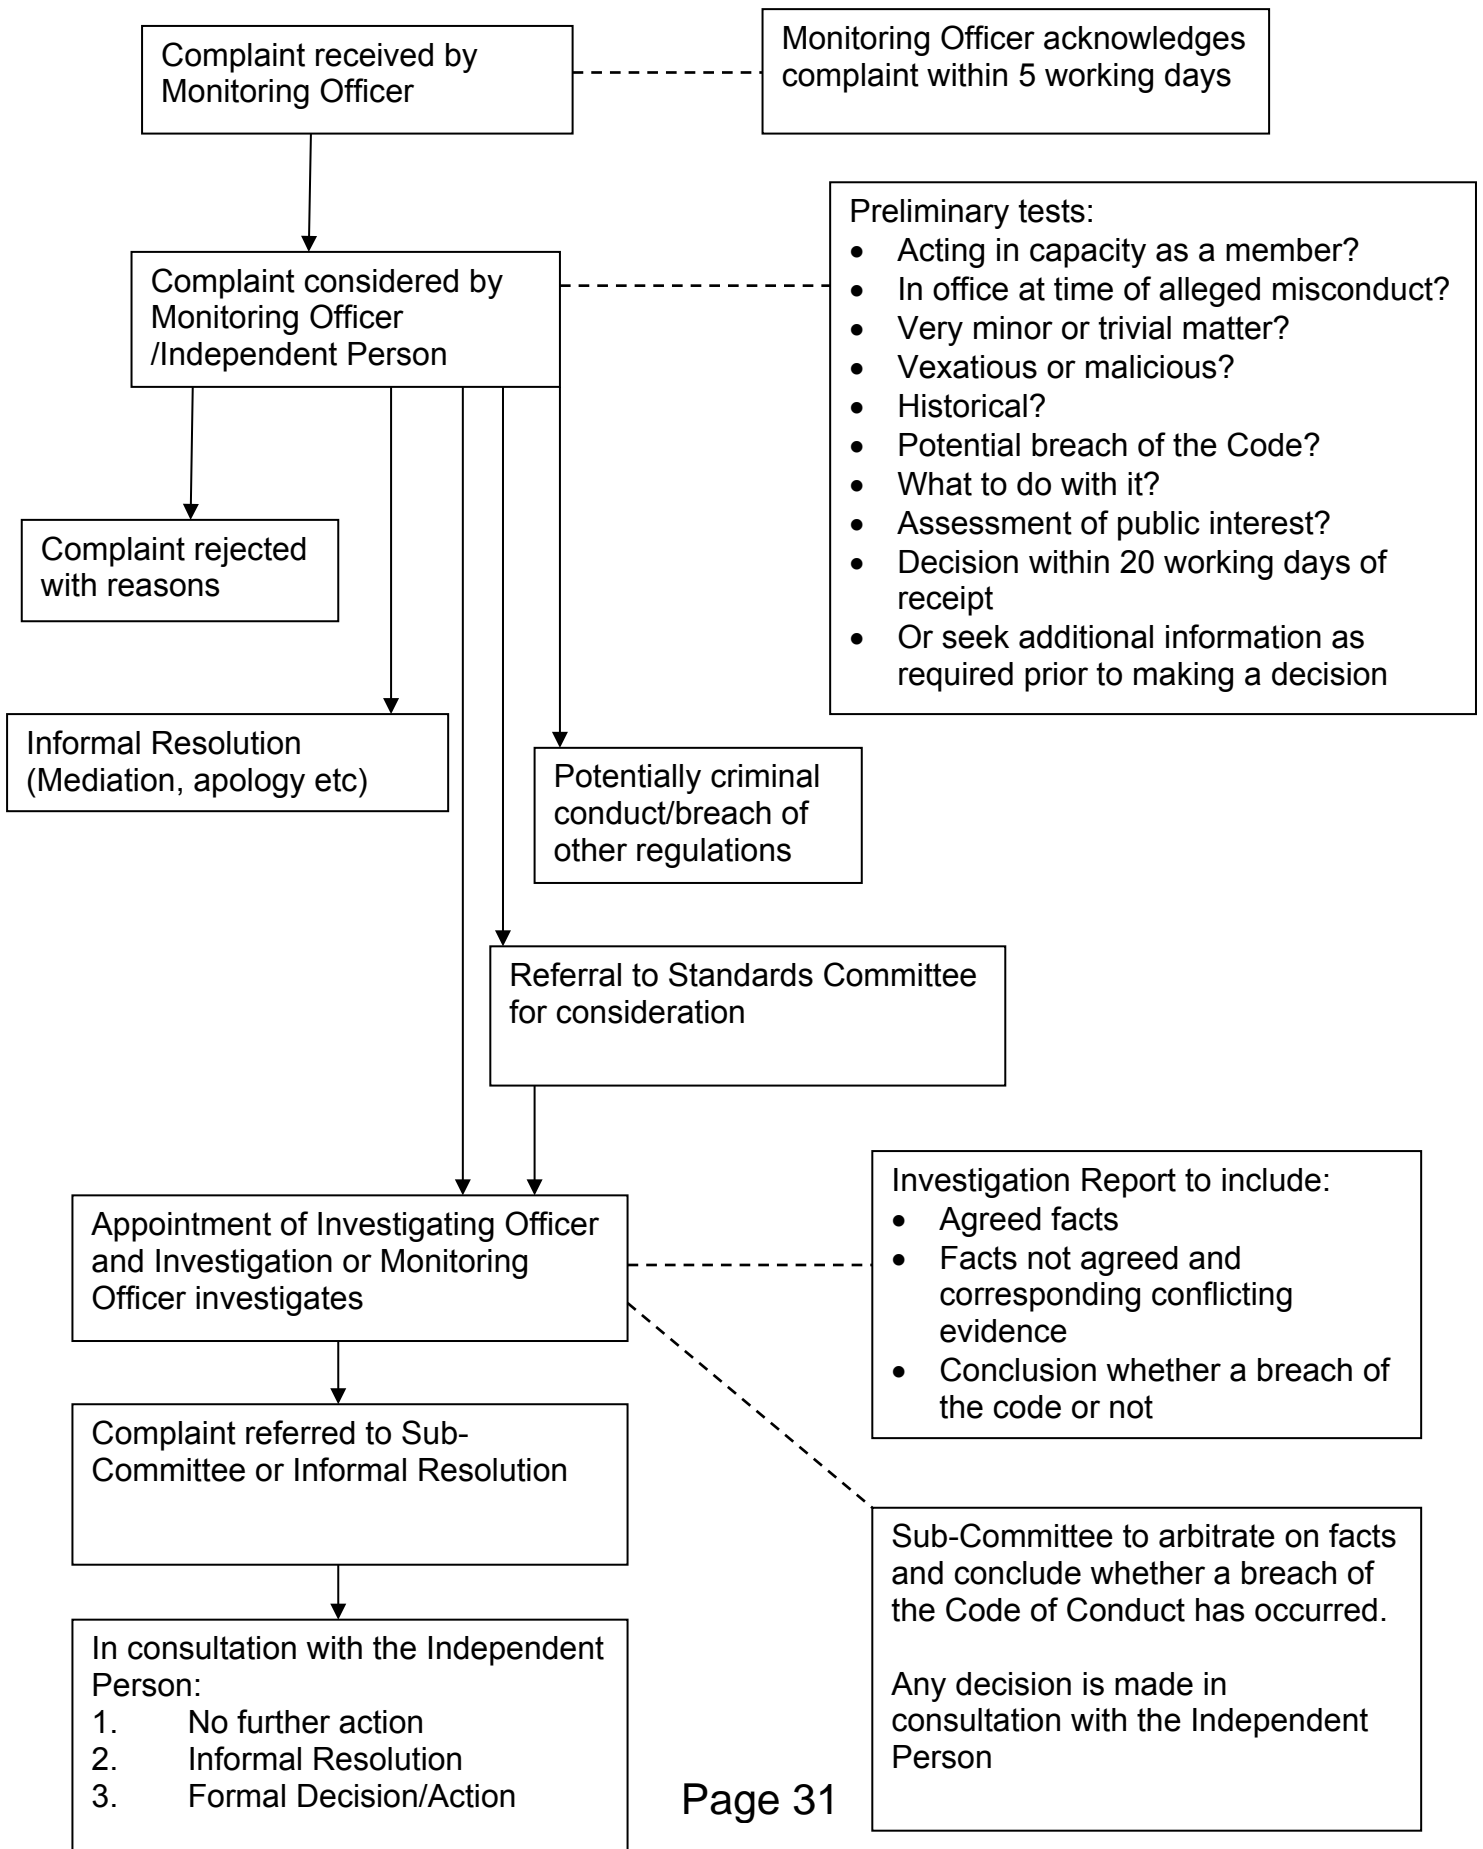 Complaint received by
Monitoring Officer
Monitoring Officer acknowledges
complaint within 5 working days
Complaint considered by
Monitoring Officer
/Independent Person
Preliminary tests:
• Acting in capacity as a member?
• In office at time of alleged misconduct?
• Very minor or trivial matter?
• Vexatious or malicious?
• Historical?
• Potential breach of the Code?
• What to do with it?
• Assessment of public interest?
• Decision within 20 working days of
receipt
• Or seek additional information as
required prior to making a decision
Complaint rejected
with reasons
Informal Resolution
(Mediation, apology etc)
Potentially criminal
conduct/breach of
other regulations
Referral to Standards Committee
for consideration
Appointment of Investigating Officer
and Investigation or Monitoring
Officer investigates
Investigation Report to include:
• Agreed facts
• Facts not agreed and
corresponding conflicting
evidence
• Conclusion whether a breach of
the code or not
Complaint referred to Sub-
Committee or Informal Resolution
Sub-Committee to arbitrate on facts
and conclude whether a breach of
the Code of Conduct has occurred.
Any decision is made in
consultation with the Independent
Person
In consultation with the Independent
Person:
1. No further action
2. Informal Resolution
3. Formal Decision/Action
Page 31